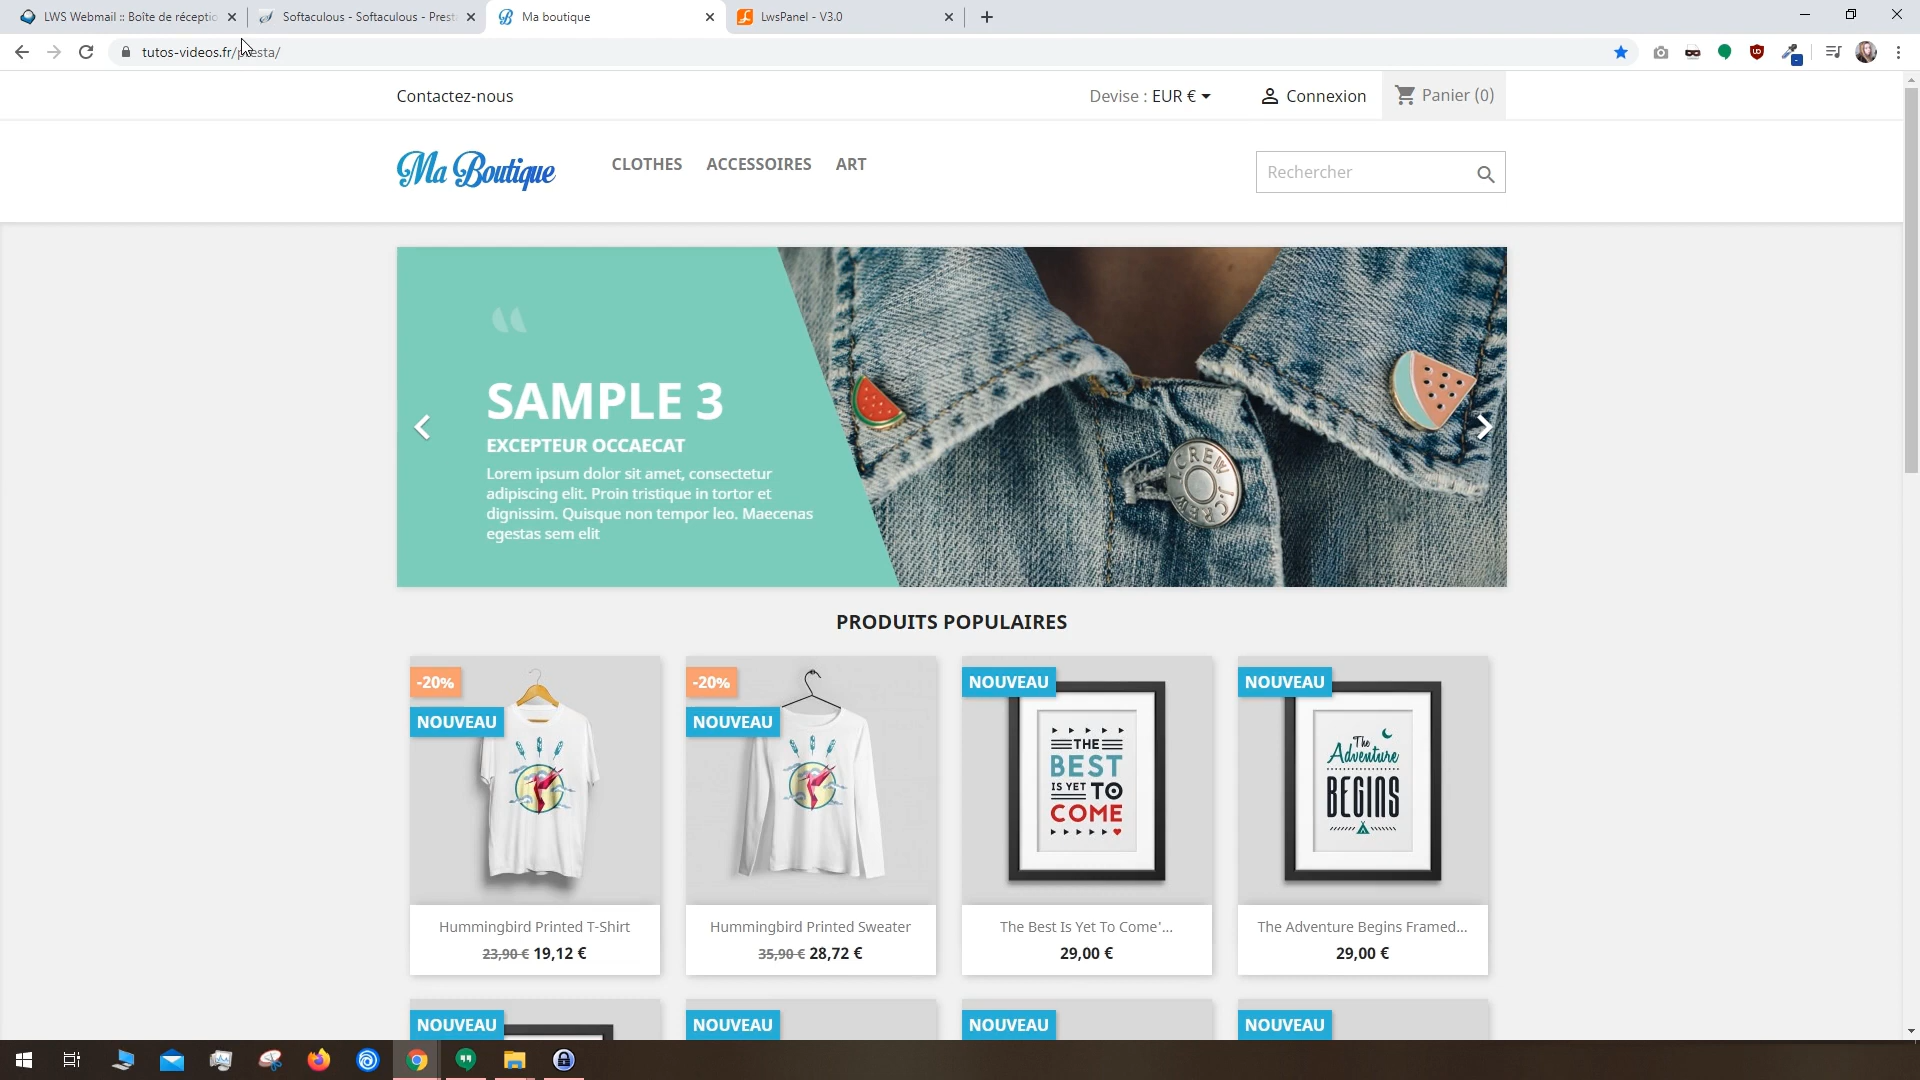 LWS Webmail :: Boîte de réceptio
Softaculous - Softaculous - Prest
Ma boutique
LwsPanel - V3.0
tutos-videos.fr/presta/
Contactez-nous
Devise : EUR €
Connexion
Panier (0)
Ma Boutique
CLOTHES
ACCESSOIRES
ART
Rechercher
SAMPLE 3
EXCEPTEUR OCCAECAT
Lorem ipsum dolor sit amet, consectetur
adipiscing elit. Proin tristique in tortor et
dignissim. Quisque non tempor leo. Maecenas
egestas sem elit
J.CREW J.CREW
PRODUITS POPULAIRES
-20%
NOUVEAU
-20%
NOUVEAU
NOUVEAU
THE
BEST
IS YET TO
COME
NOUVEAU
The
Adventure
BEGINS
Hummingbird Printed T-Shirt
23,90 € 19,12 €
Hummingbird Printed Sweater
35,90 € 28,72 €
The Best Is Yet To Come'...
29,00 €
The Adventure Begins Framed...
29,00 €
NOUVEAU
NOUVEAU
NOUVEAU
NOUVEAU